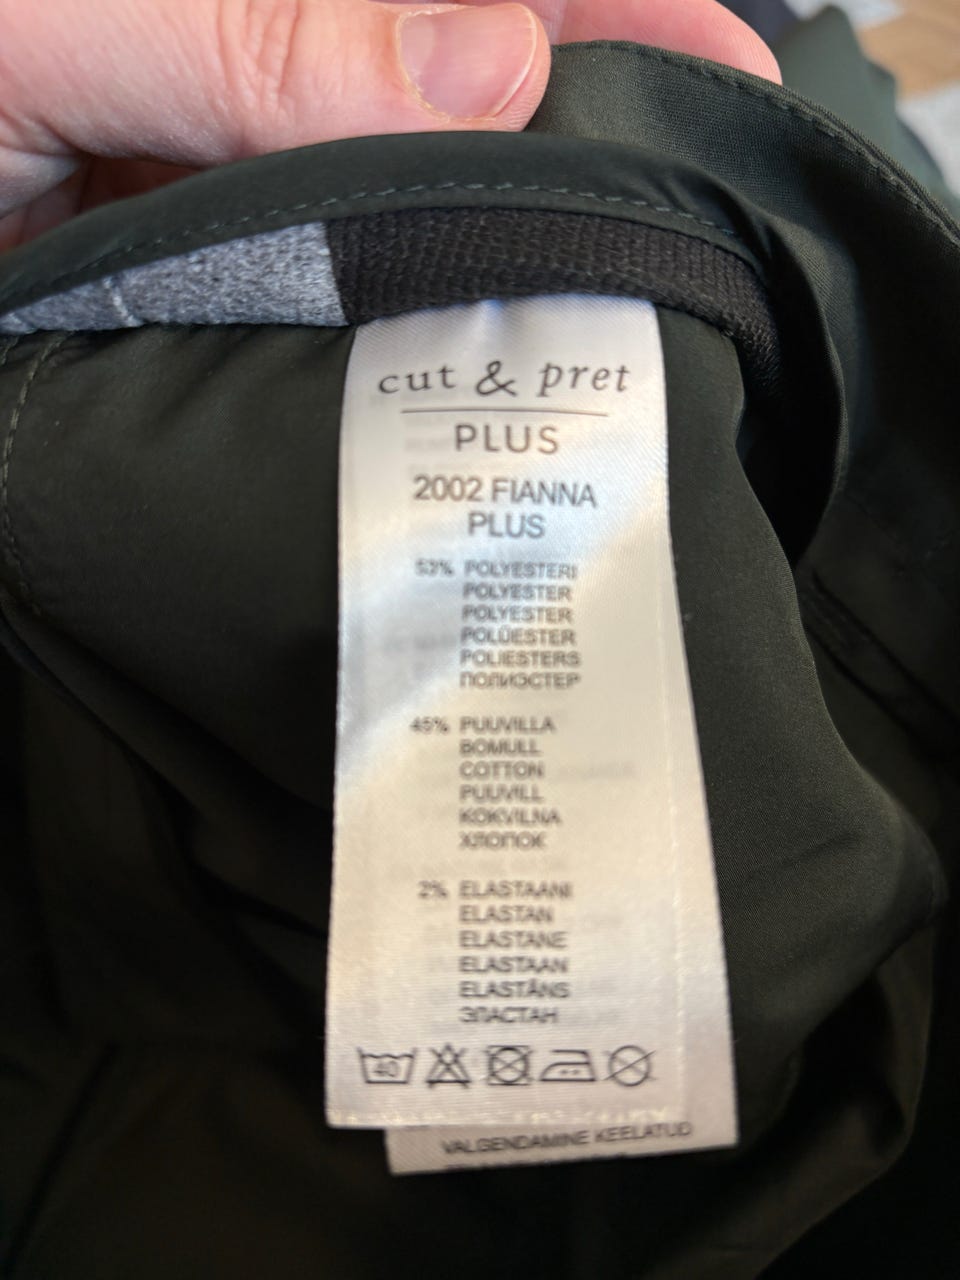 cut & pret
PLUS
2002 FIANNA
PLUS
53% POLYESTERI
POLYESTER
POLYESTER
POLÜESTER
POLIESTERS
ПОЛИЭСТЕР
45% PUUVILLA
BOMULL
COTTON
PUUVILL
KOKVILNA
ХЛОПОК
2% ELASTAANI
ELASTAN
ELASTANE
ELASTAAN
ELASTĀNS
ЭЛАСТАН
40
VALGENDAMINE KEELATUD